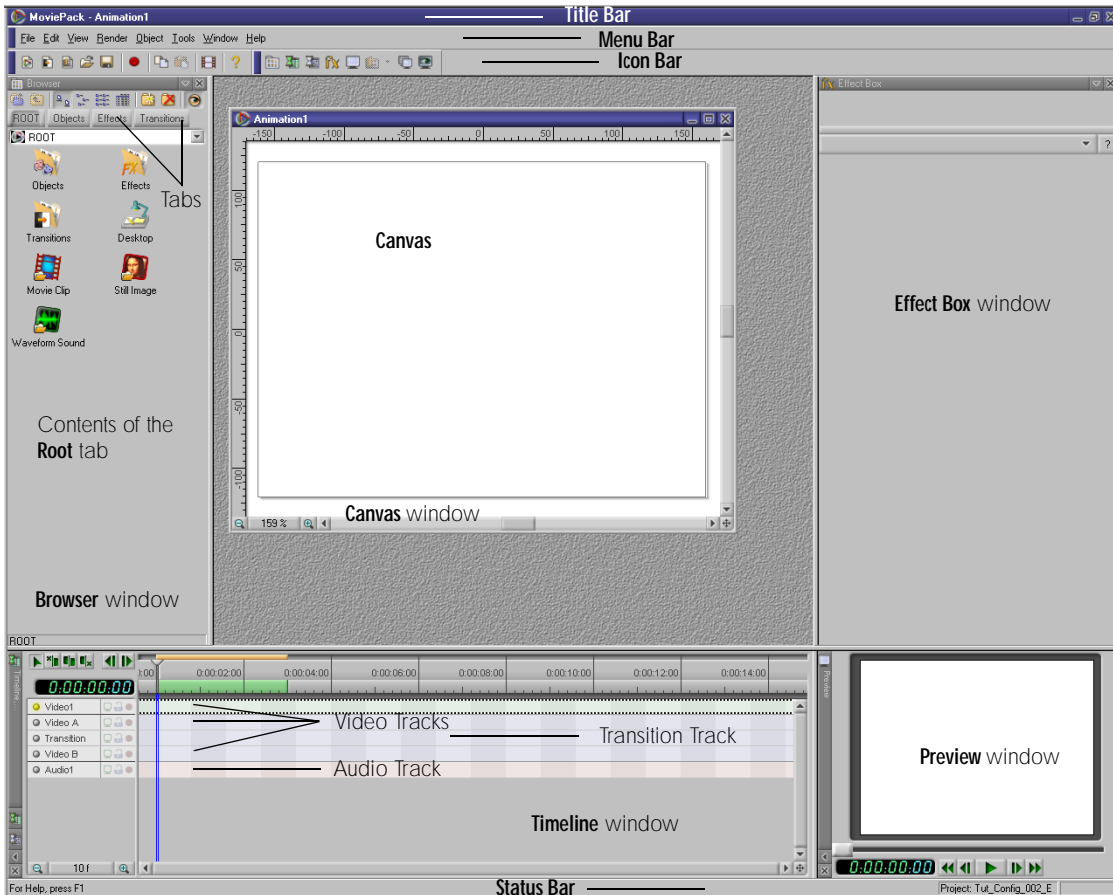 MoviePack - Animation1
Title Bar
File Edit View Render Object Tools Window Help
Menu Bar
Icon Bar
Browser
Effect Box
ROOT Objects Effects Transitions
ROOT
Objects
Effects
Tabs
Transitions
Desktop
Movie Clip
Still Image
Waveform Sound
Contents of the
Root tab
Browser window
ROOT
Animation1
-150 -100 -50 0 50 100 150
100
50
0
-50
-100
Canvas
159 %
Canvas window
?
Effect Box window
Timeline
0:00:00:00
:00 0:00:02:00 0:00:04:00 0:00:06:00 0:00:08:00 0:00:10:00 0:00:12:00 0:00:14:00
Video1
Video A
Transition
Video B
Audio1
Video Tracks
Transition Track
Audio Track
Timeline window
10 f
Preview
Preview window
0:00:00:00
For Help, press F1
Status Bar
Project: Tut_Config_002_E